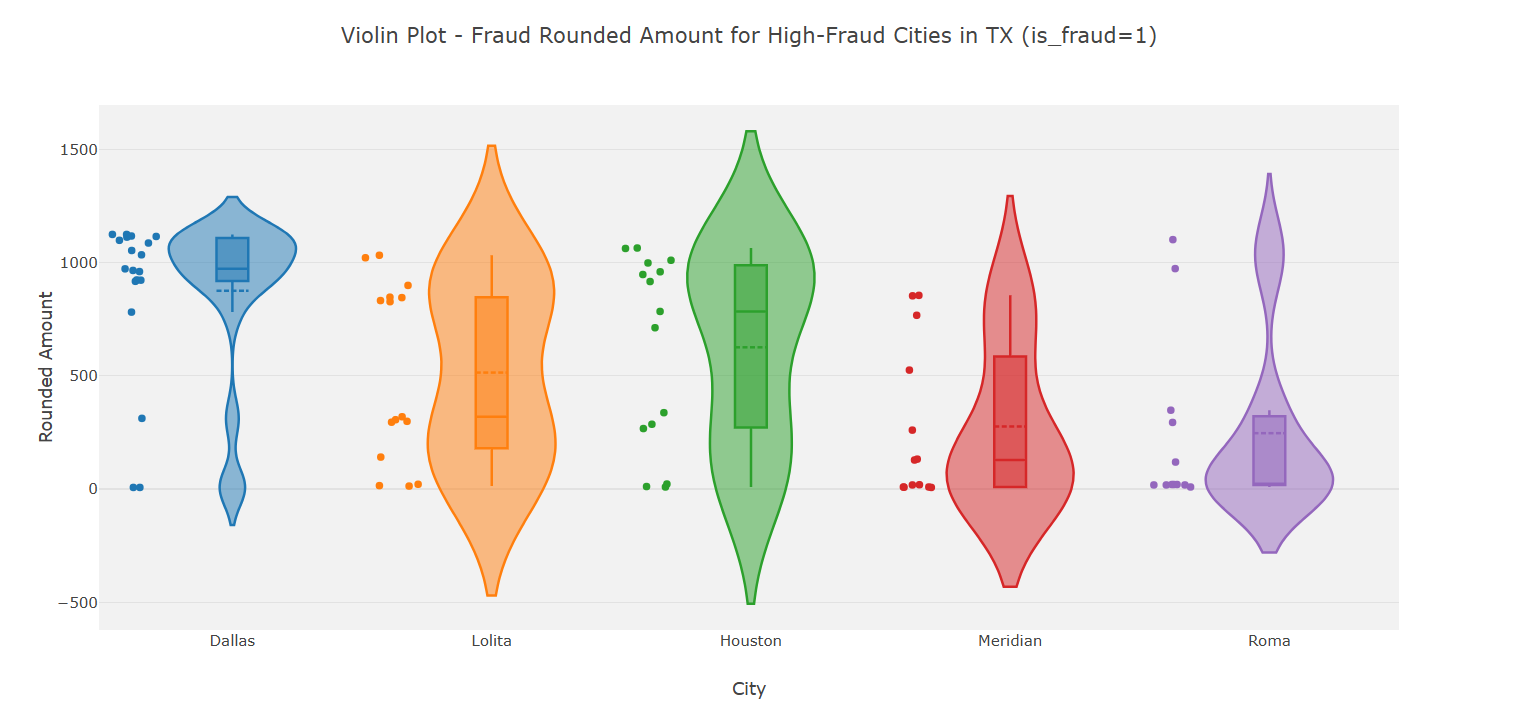 Violin Plot - Fraud Rounded Amount for High-Fraud Cities in TX (is_fraud=1)
Rounded Amount
1500
1000
500
0
−500
Dallas
Lolita
Houston
Meridian
Roma
City